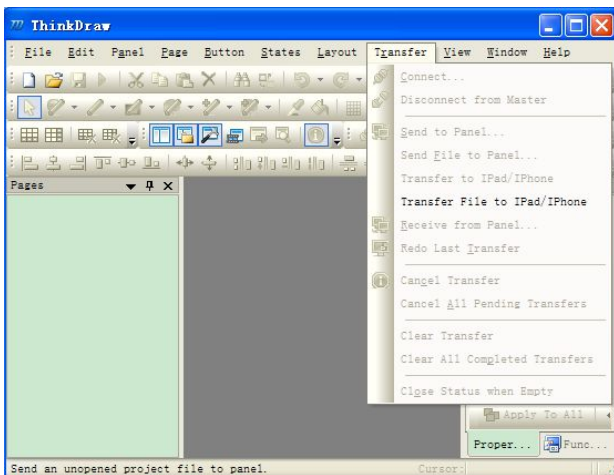 ThinkDraw
File Edit Panel Page Button States Layout Transfer View Window Help
Connect...
Disconnect from Master
Send to Panel...
Send File to Panel...
Transfer to IPad/IPhone
Transfer File to IPad/IPhone
Receive from Panel...
Redo Last Transfer
Cancel Transfer
Cancel All Pending Transfers
Clear Transfer
Clear All Completed Transfers
Close Status when Empty
Pages
Apply To All
Proper... Func...
Send an unopened project file to panel. Cursor: